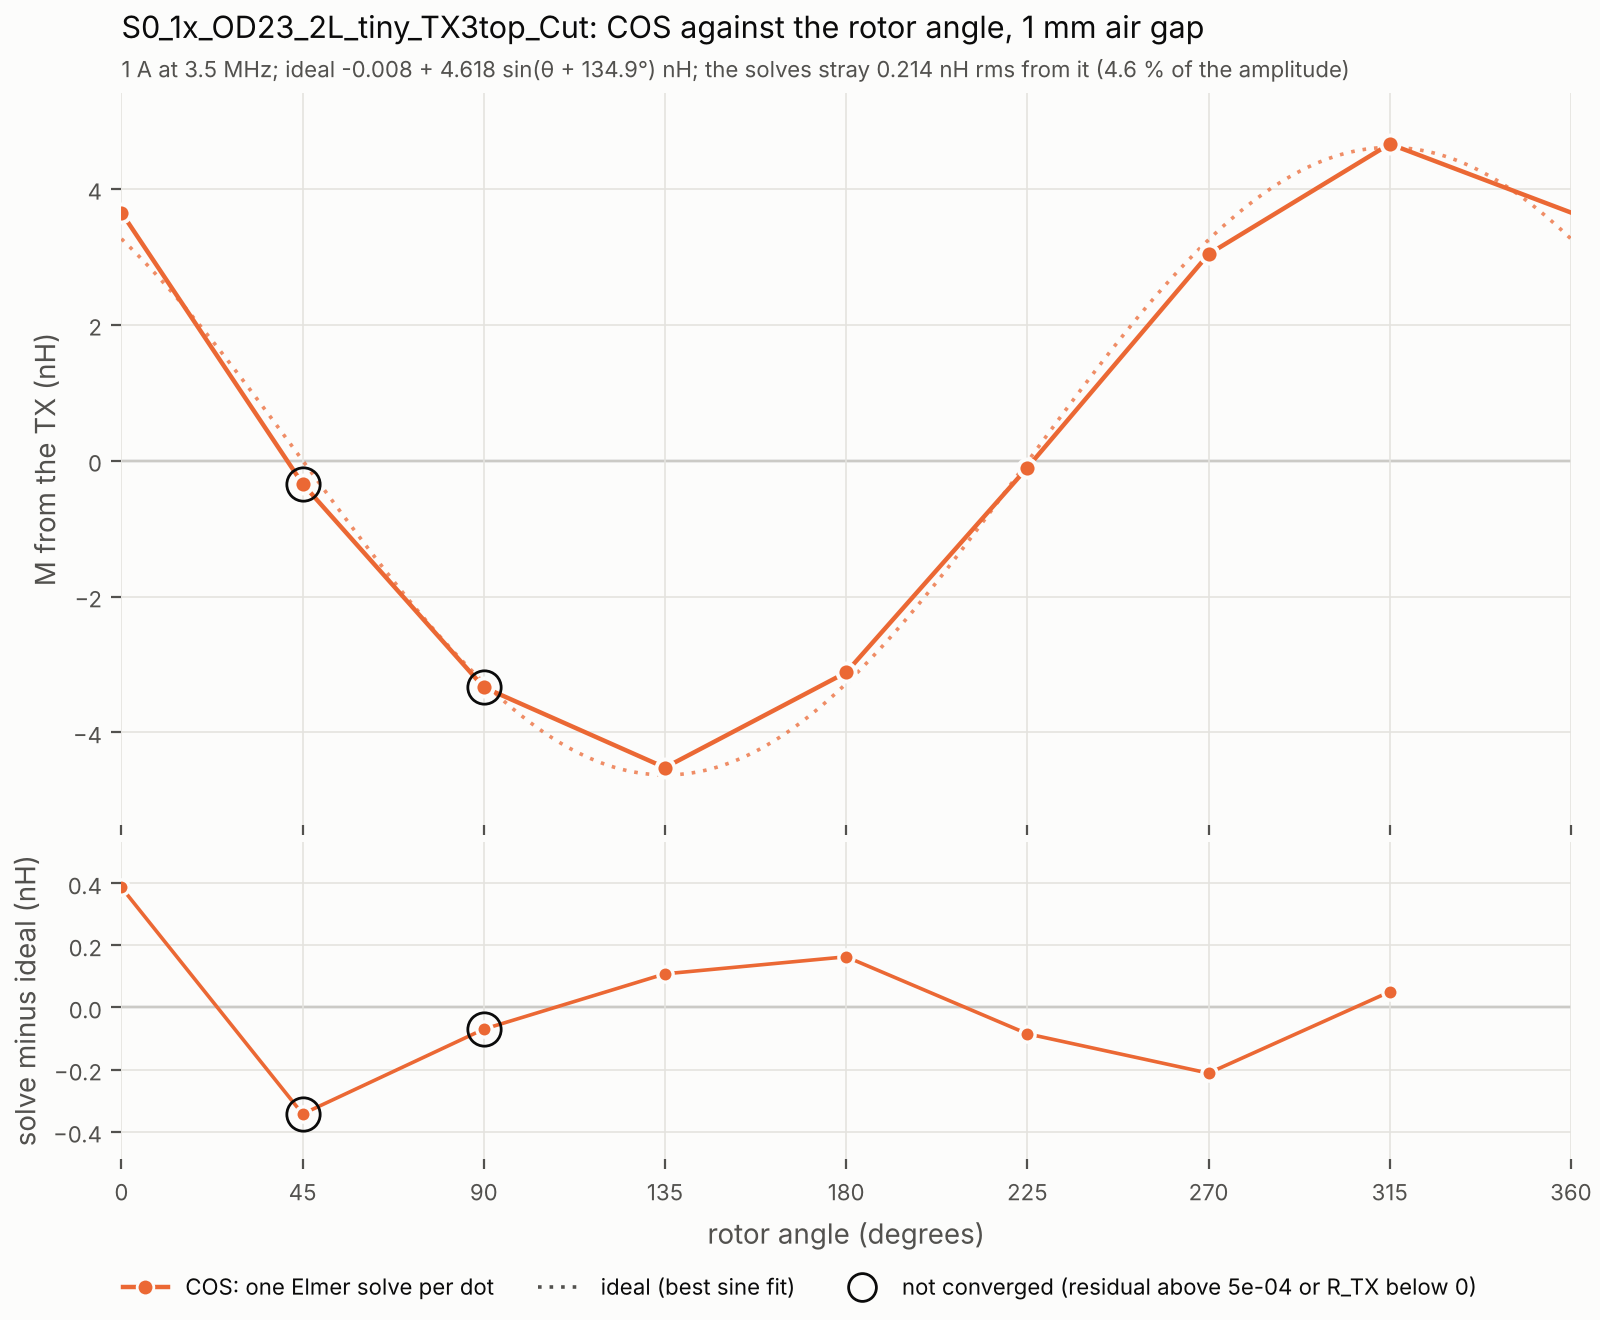 S0_1x_OD23_2L_tiny_TX3top_Cut: COS against the rotor angle, 1 mm air gap
1 A at 3.5 MHz; ideal -0.008 + 4.618 sin(θ + 134.9°) nH; the solves stray 0.214 nH rms from it (4.6 % of the amplitude)
M from the TX (nH)
4
2
0
−2
−4
solve minus ideal (nH)
0.4
0.2
0.0
−0.2
−0.4
0 45 90 135 180 225 270 315 360
rotor angle (degrees)
COS: one Elmer solve per dot ideal (best sine fit) not converged (residual above 5e-04 or R_TX below 0)